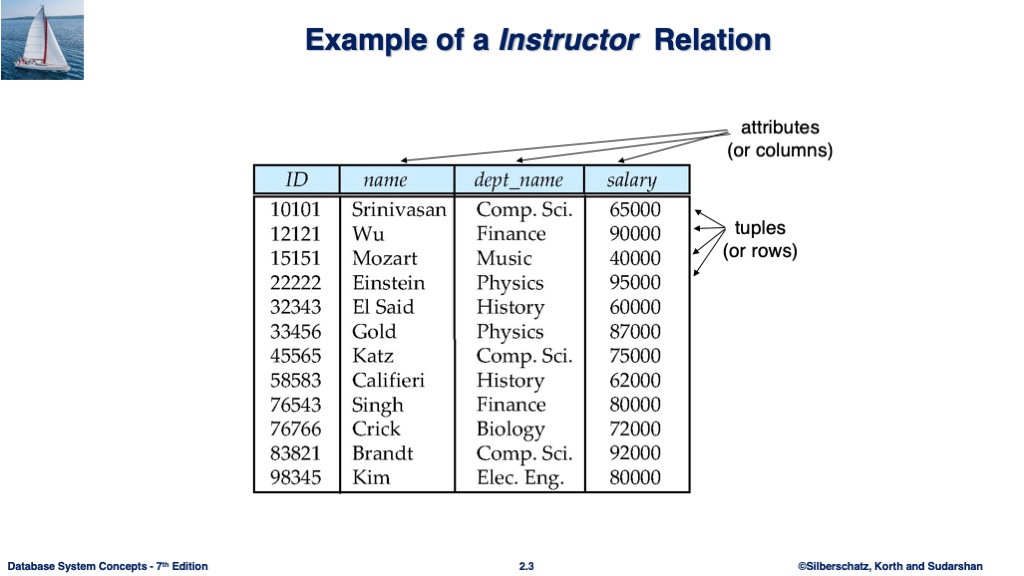 Example of a Instructor Relation
attributes
(or columns)
ID name dept_name salary
10101 Srinivasan Comp. Sci. 65000
12121 Wu Finance 90000
15151 Mozart Music 40000
22222 Einstein Physics 95000
32343 El Said History 60000
33456 Gold Physics 87000
45565 Katz Comp. Sci. 75000
58583 Califieri History 62000
76543 Singh Finance 80000
76766 Crick Biology 72000
83821 Brandt Comp. Sci. 92000
98345 Kim Elec. Eng. 80000
tuples
(or rows)
Database System Concepts - 7th Edition 2.3 ©Silberschatz, Korth and Sudarshan